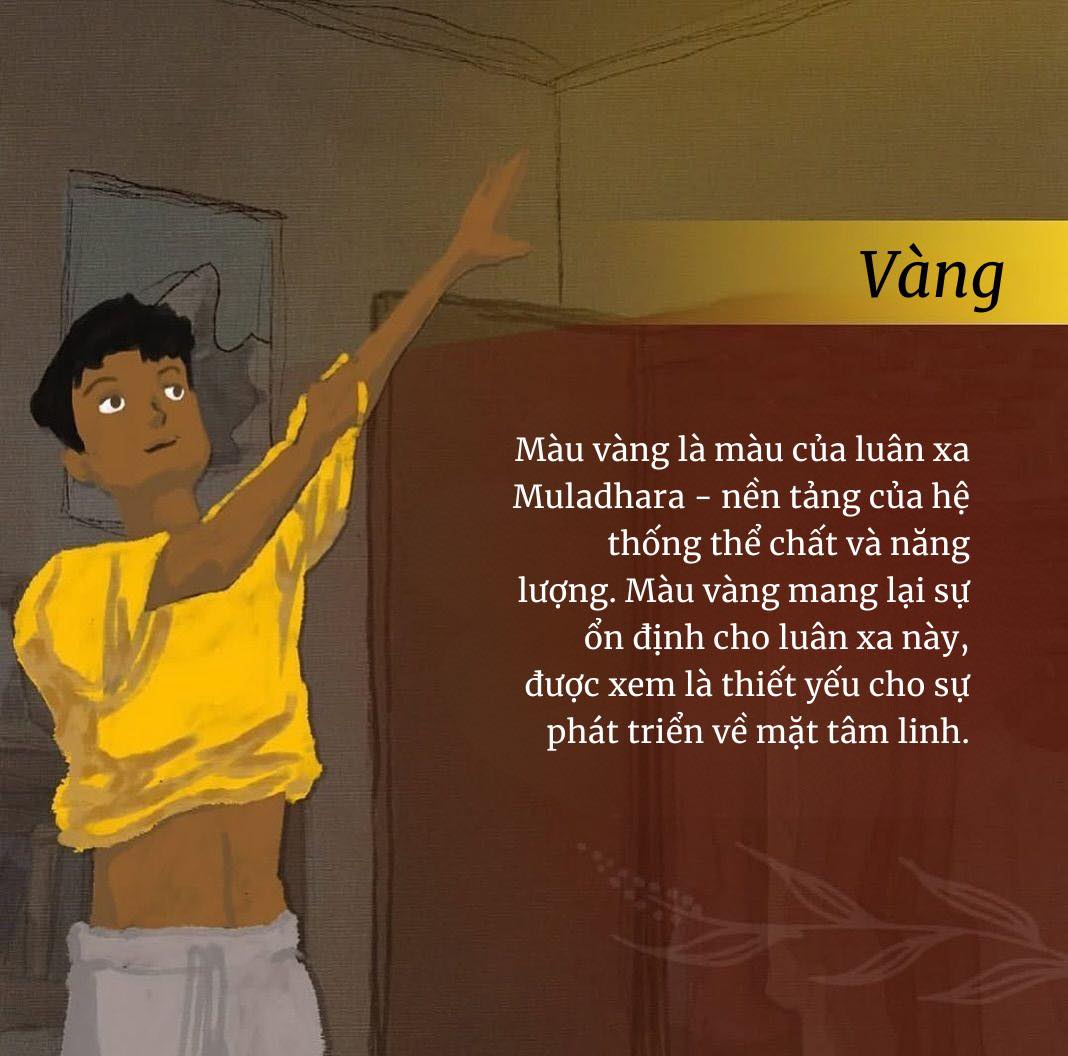 Vàng
Màu vàng là màu của luân xa
Muladhara - nền tảng của hệ
thống thể chất và năng
lượng. Màu vàng mang lại sự
ổn định cho luân xa này,
được xem là thiết yếu cho sự
phát triển về mặt tâm linh.